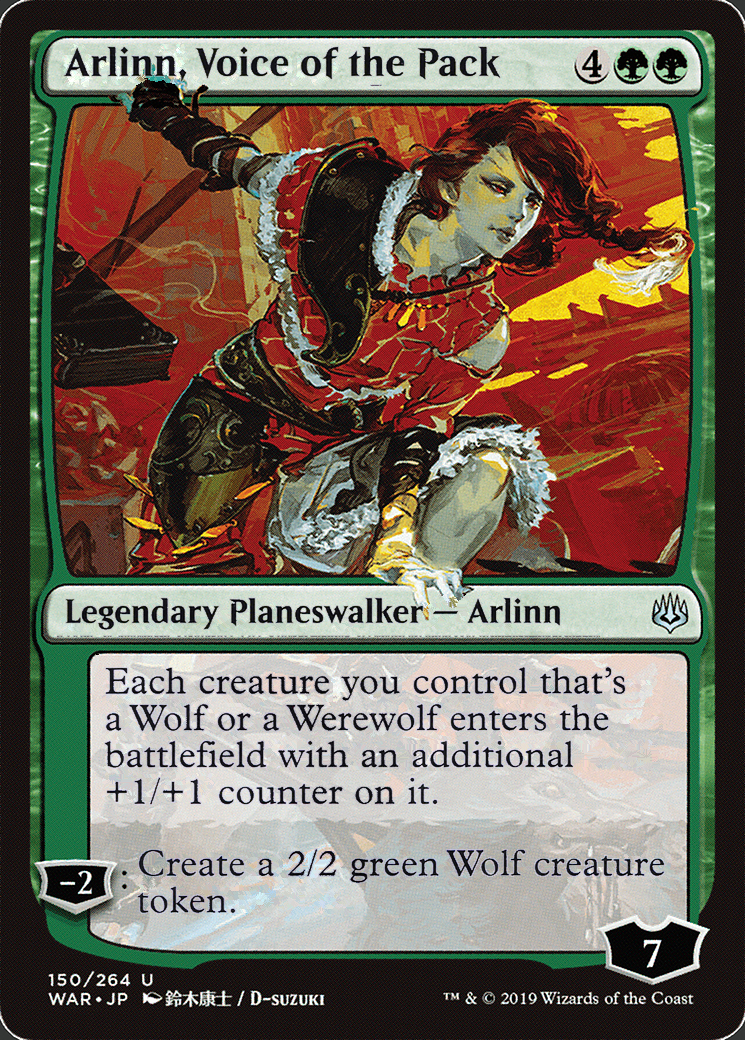 Arlinn, Voice of the Pack 4
Legendary Planeswalker — Arlinn
Each creature you control that's
a Wolf or a Werewolf enters the
battlefield with an additional
+1/+1 counter on it.
−2: Create a 2/2 green Wolf creature
token.
7
150/264 U
WAR • JP 鈴木康士 / D-SUZUKI
™ & © 2019 Wizards of the Coast